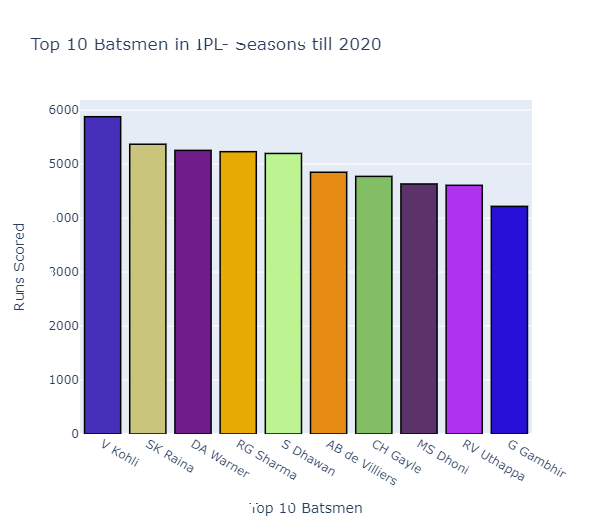 Top 10 Batsmen in IPL- Seasons till 2020
6000
5000
4000
3000
2000
1000
0
Runs Scored
V Kohli
SK Raina
DA Warner
RG Sharma
S Dhawan
AB de Villiers
CH Gayle
MS Dhoni
RV Uthappa
G Gambhir
Top 10 Batsmen